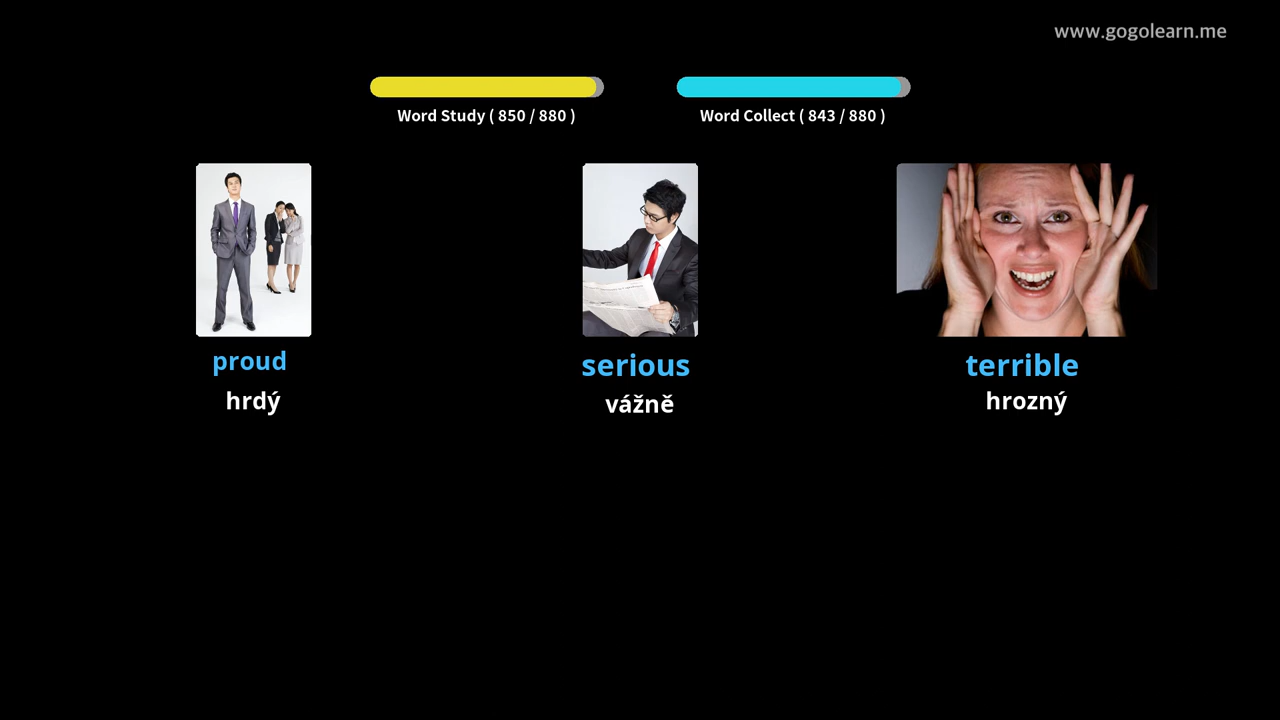 www.gogolearn.me
Word Study ( 850 / 880 )
Word Collect ( 843 / 880 )
proud
hrdý
serious
vážně
terrible
hrozný